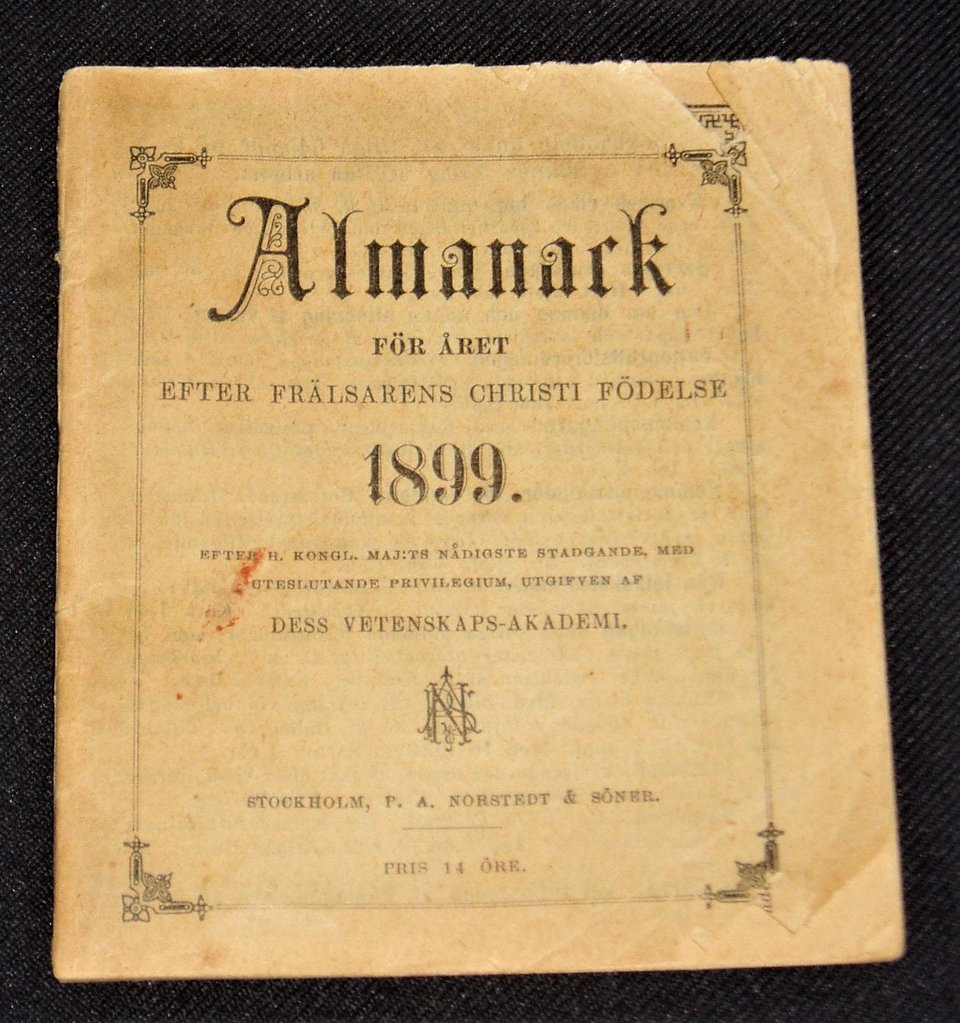 Almanack
FÖR ÅRET
EFTER FRÄLSARENS CHRISTI FÖDELSE
1899.
EFTER H. KONGL. MAJ:TS NÅDIGSTE STADGANDE, MED
UTESLUTANDE PRIVILEGIUM, UTGIFVEN AF
DESS VETENSKAPS-AKADEMI.
STOCKHOLM, P. A. NORSTEDT & SÖNER.
PRIS 14 ÖRE.